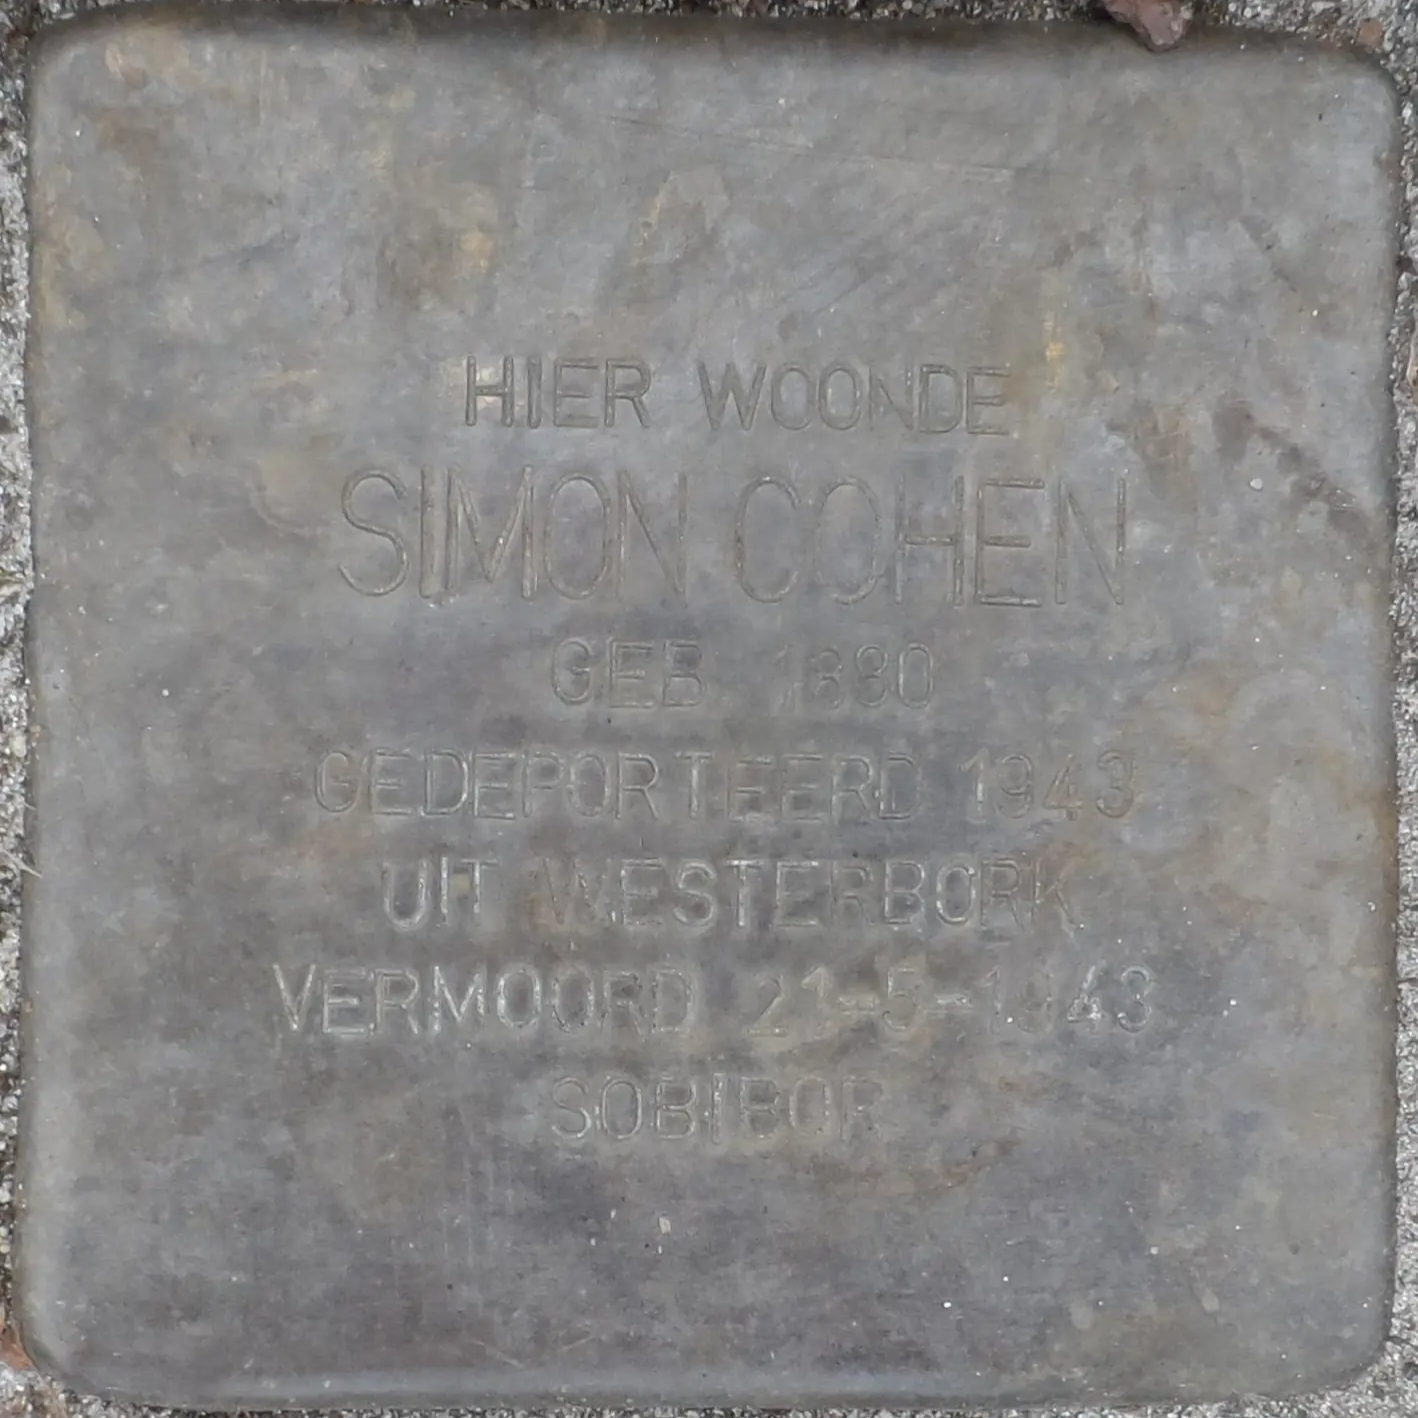 HIER WOONDE
SIMON COHEN
GEB. 1880
GEDEPORTEERD 1943
UIT WESTERBORK
VERMOORD 21-5-1943
SOBIBOR